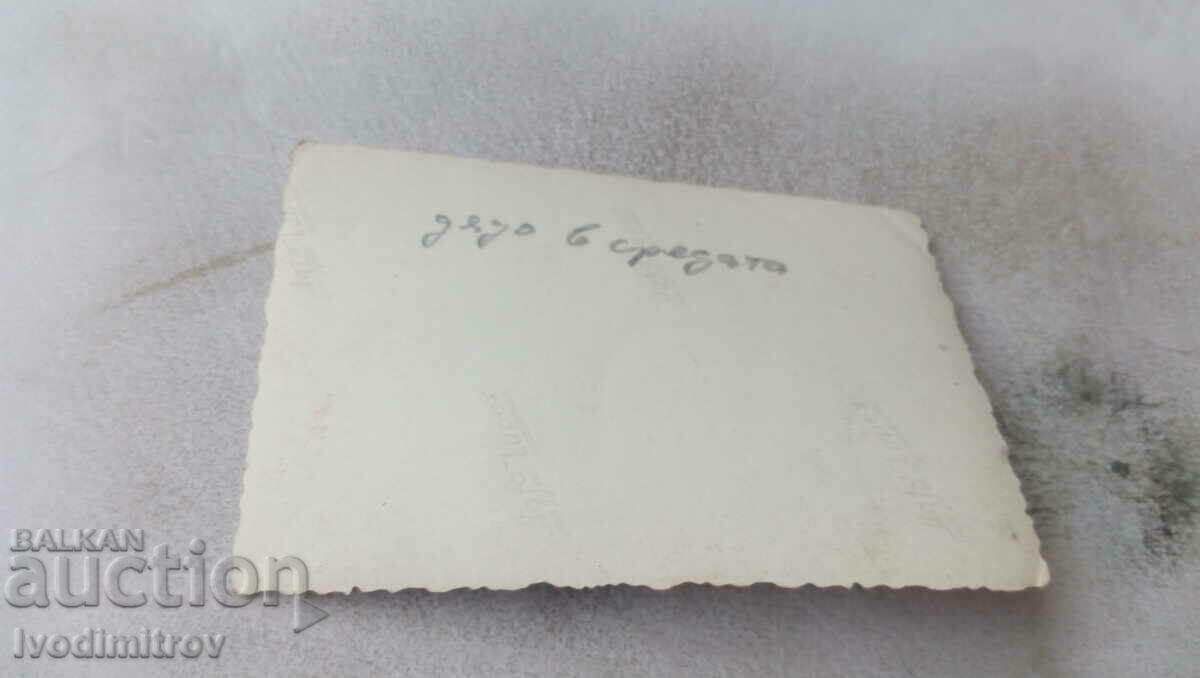 дядо в средата
BALKAN
auction
Ivodimitrov